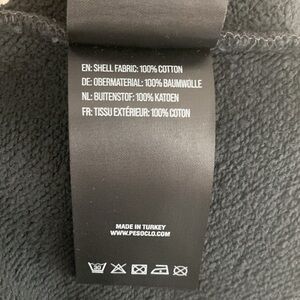 EN: SHELL FABRIC: 100% COTTON
DE: OBERMATERIAL: 100% BAUMWOLLE
NL: BUITENSTOF: 100% KATOEN
FR: TISSU EXTÉRIEUR: 100% COTON
MADE IN TURKEY
WWW.PESOCLO.COM